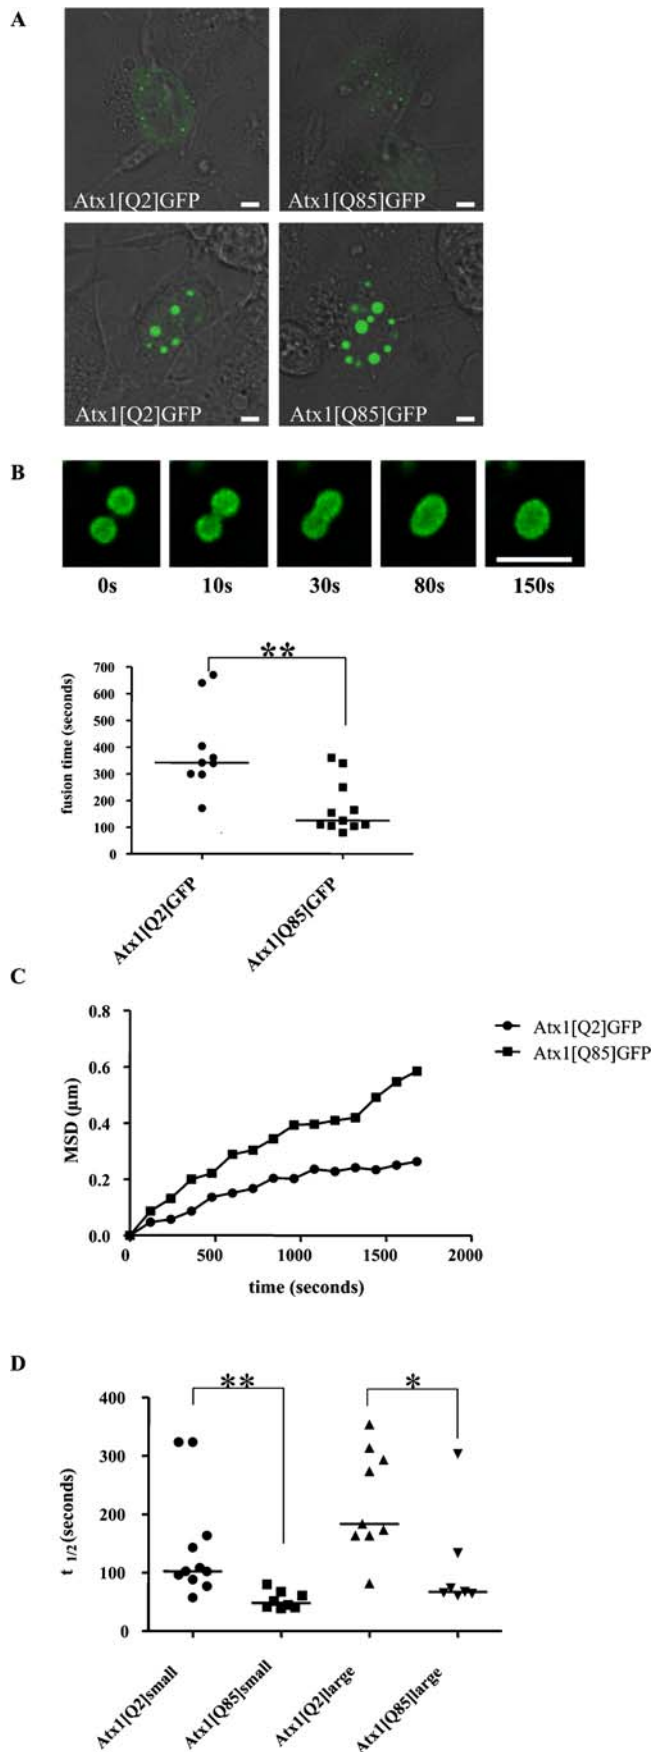 A
Atx1[Q2]GFP
Atx1[Q85]GFP
Atx1[Q2]GFP
Atx1[Q85]GFP
B
0s 10s 30s 80s 150s
**
fusion time (seconds)
700
600
500
400
300
200
100
0
Atx1[Q2]GFP
Atx1[Q85]GFP
C
MSD (μm)
0.8
0.6
0.4
0.2
0.0
0 500 1000 1500 2000
time (seconds)
Atx1[Q2]GFP
Atx1[Q85]GFP
D
** *
t 1/2 (seconds)
400
300
200
100
0
Atx1[Q2]small
Atx1[Q85]small
Atx1[Q2]large
Atx1[Q85]large